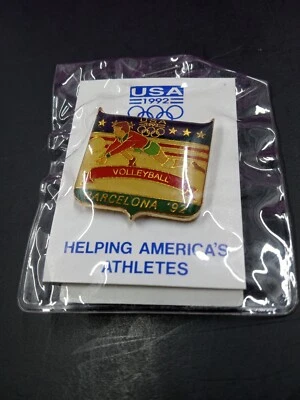 USA
1992
VOLLEYBALL
BARCELONA '92
HELPING AMERICA'S
ATHLETES